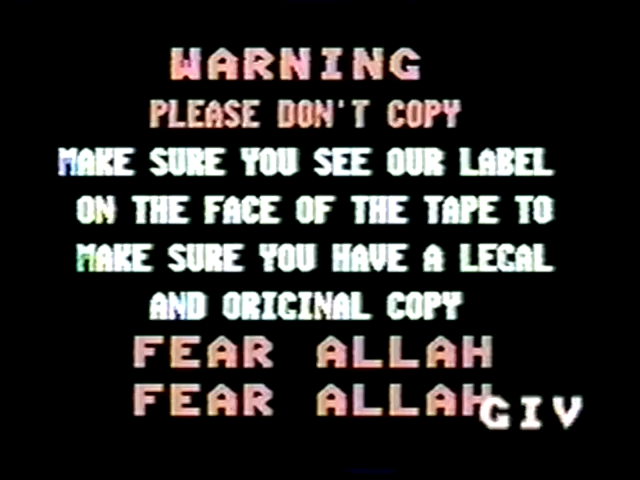 WARNING
PLEASE DON'T COPY
MAKE SURE YOU SEE OUR LABEL
ON THE FACE OF THE TAPE TO
MAKE SURE YOU HAVE A LEGAL
AND ORIGINAL COPY
FEAR ALLAH
FEAR ALLAH
GIV